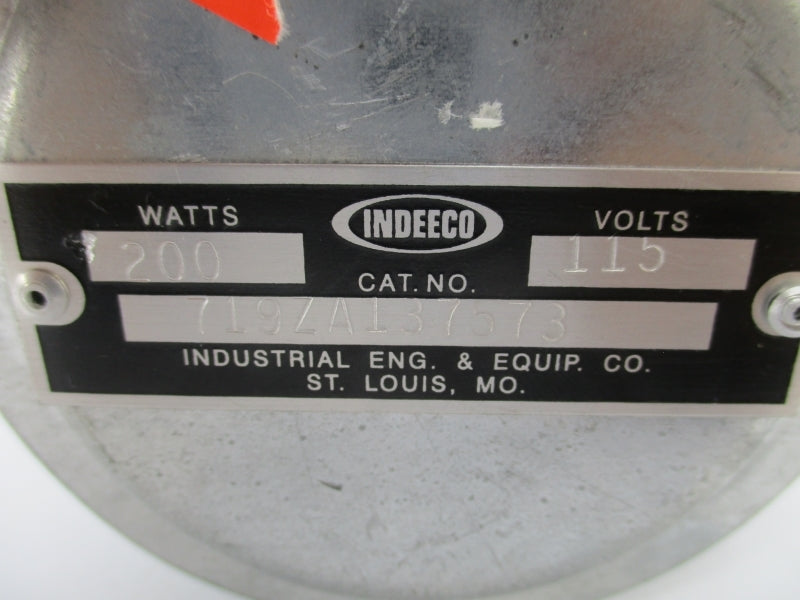 WATTS INDEECO VOLTS
200 115
CAT. NO.
719ZA137573
INDUSTRIAL ENG. & EQUIP. CO.
ST. LOUIS, MO.